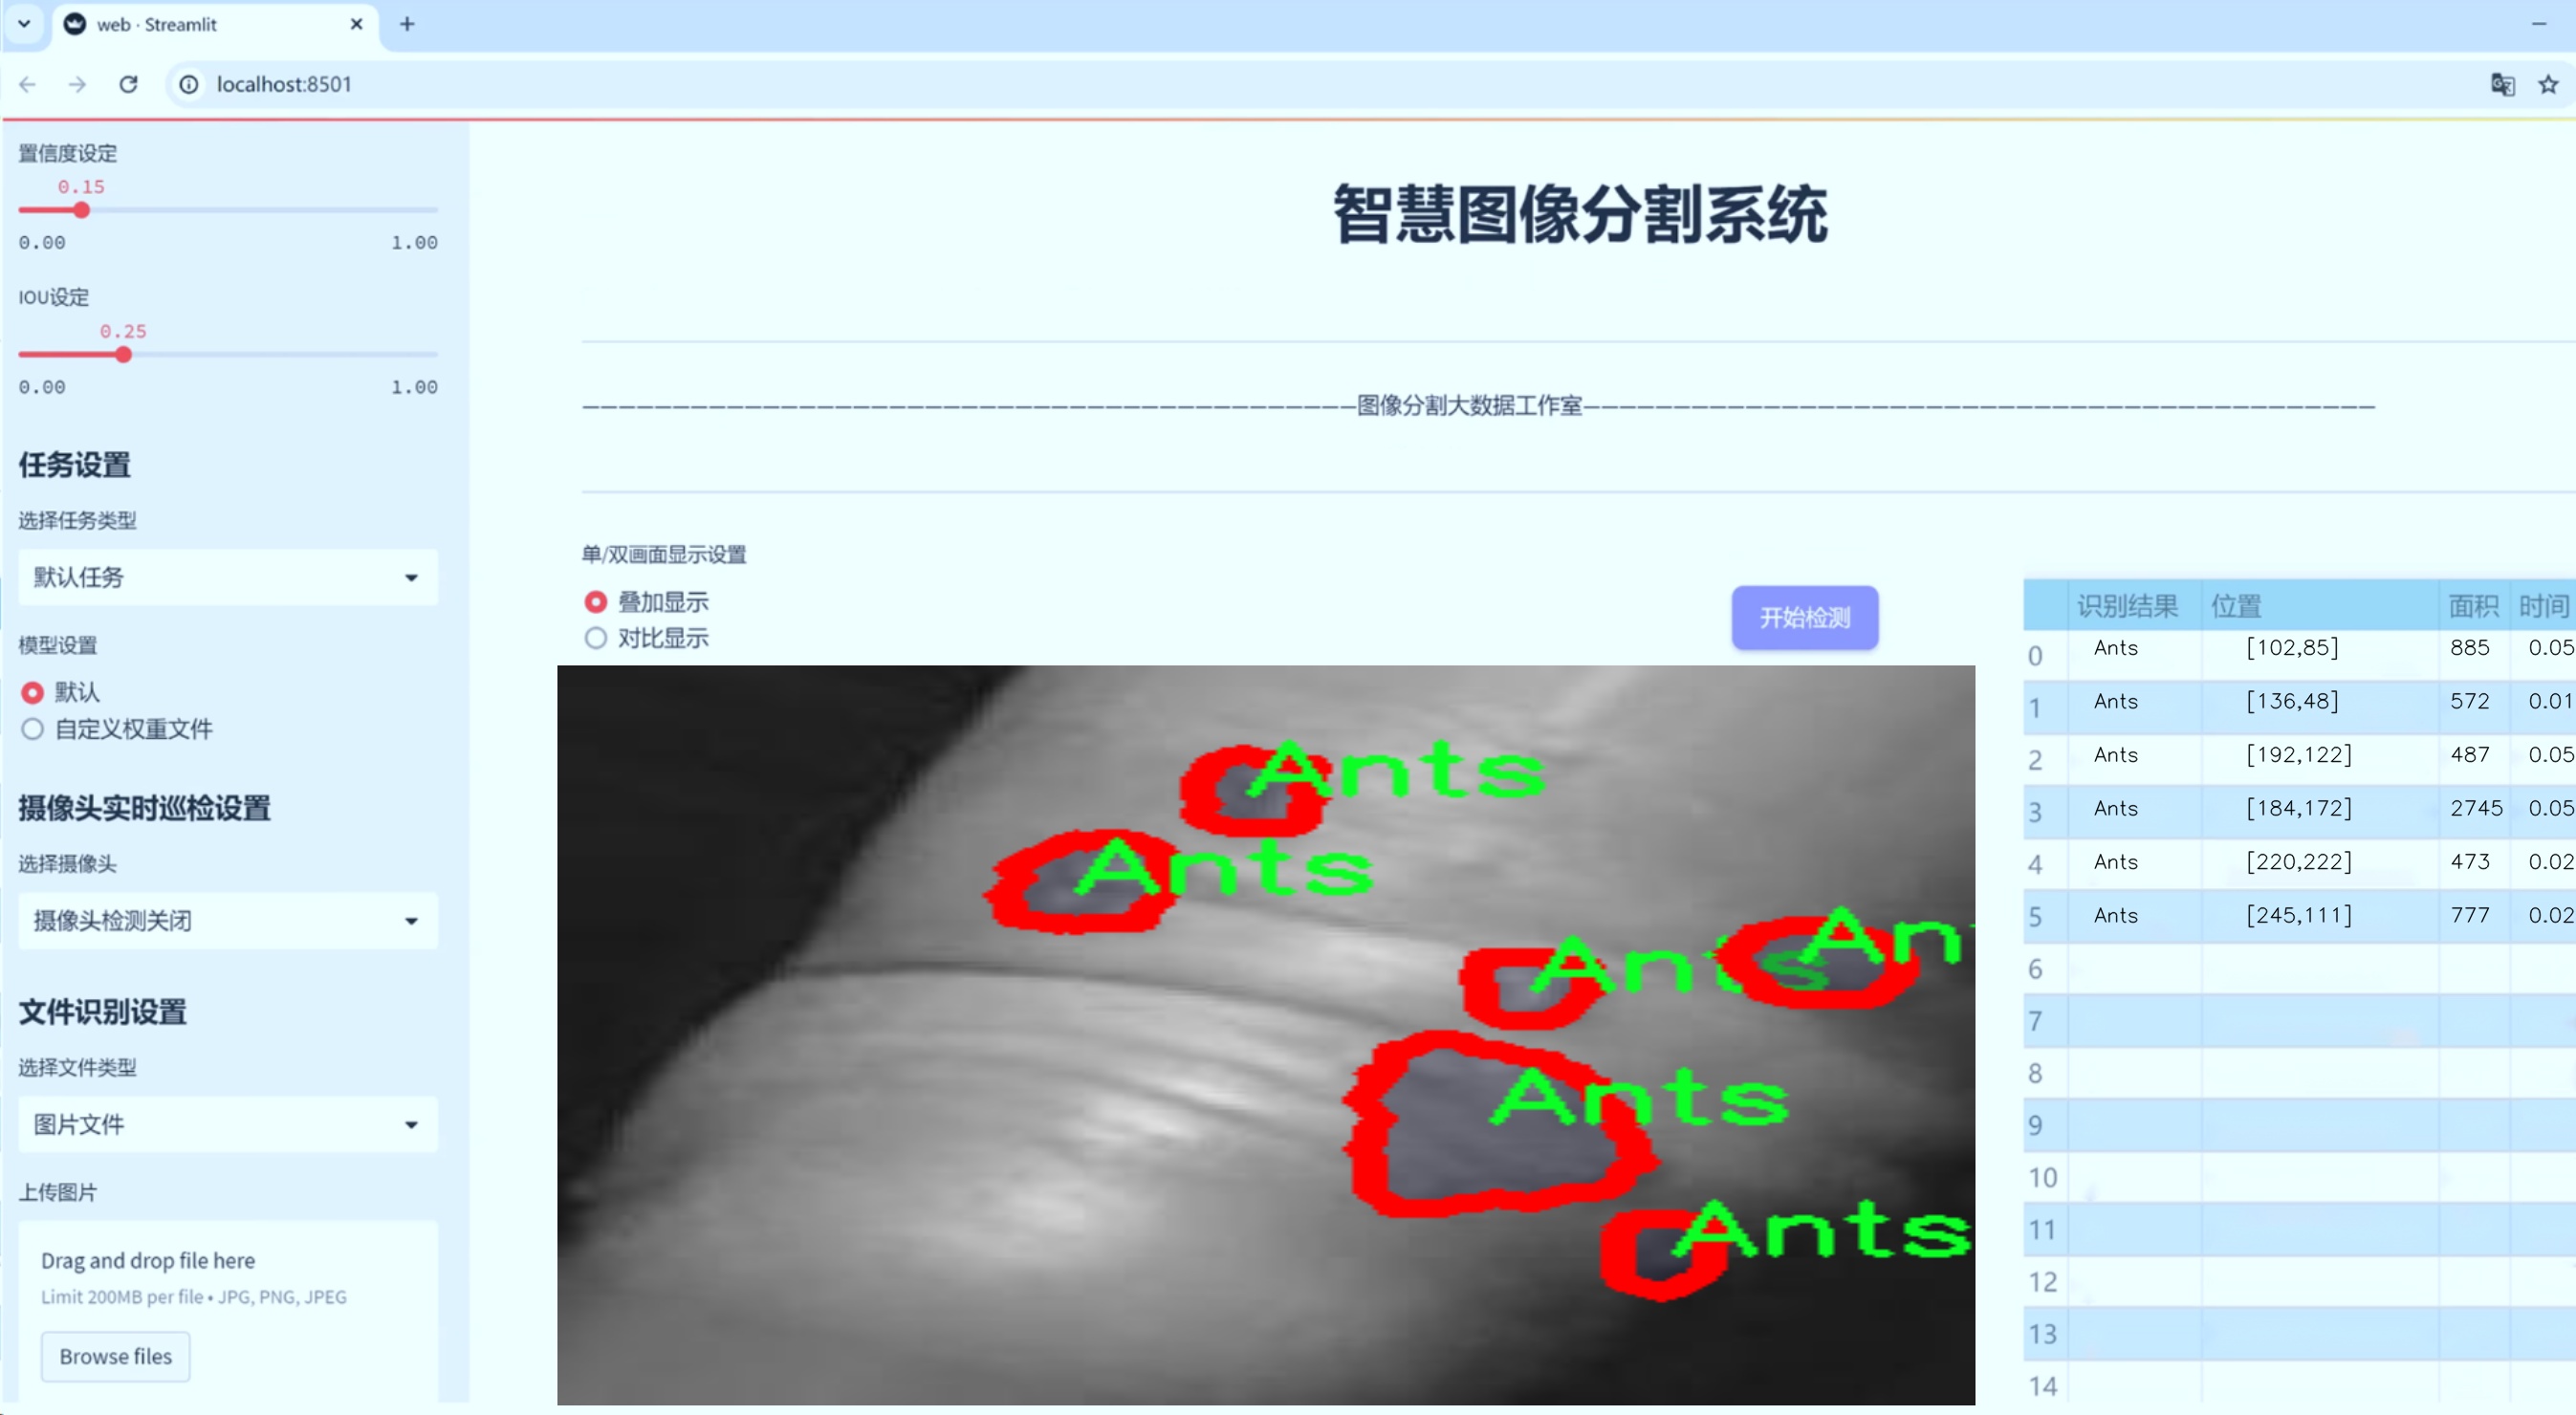 web · Streamlit
localhost:8501
置信度设定
0.15
0.00 1.00
IOU设定
0.25
0.00 1.00
任务设置
选择任务类型
默认任务
模型设置
默认
自定义权重文件
摄像头实时巡检设置
选择摄像头
摄像头检测关闭
文件识别设置
选择文件类型
图片文件
上传图片
Drag and drop file here
Limit 200MB per file • JPG, PNG, JPEG
Browse files
智慧图像分割系统
———————————————————————————————————————————图像分割大数据工作室————————————————————————————————————————————
单/双画面显示设置
叠加显示
对比显示
开始检测
Ants
Ants
Ants
An
Ants
Ants
识别结果 位置 面积 时间
0 Ants [102,85] 885 0.05
1 Ants [136,48] 572 0.01
2 Ants [192,122] 487 0.05
3 Ants [184,172] 2745 0.05
4 Ants [220,222] 473 0.02
5 Ants [245,111] 777 0.02
6
7
8
9
10
11
12
13
14